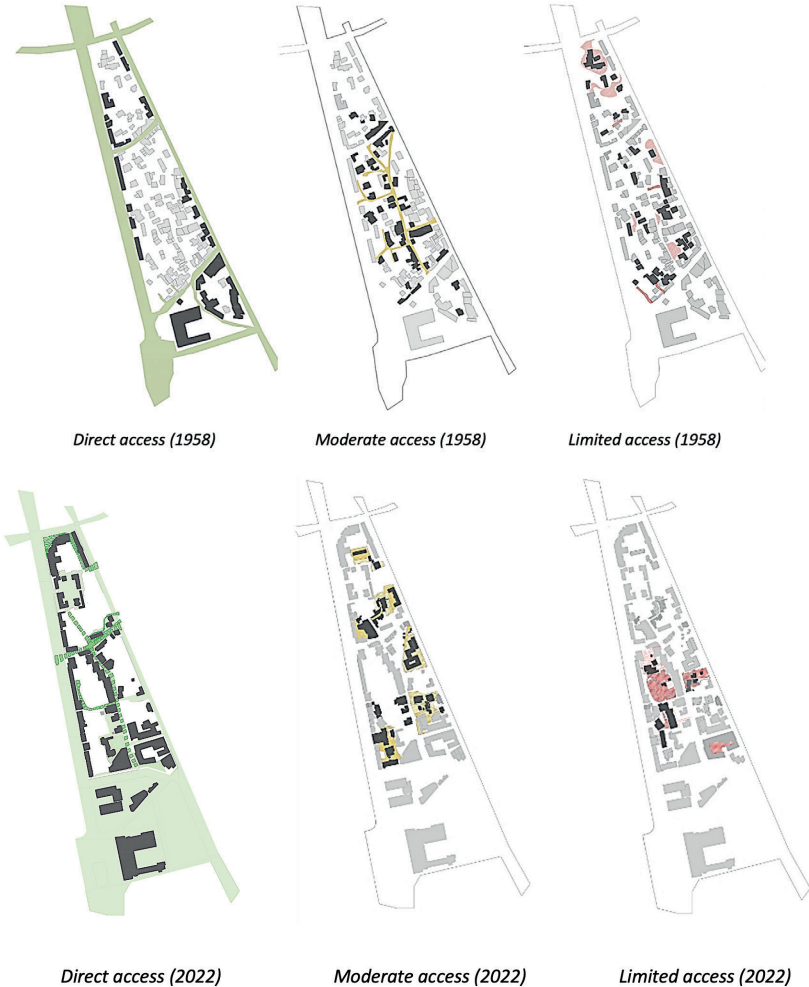 Direct access (1958)
Moderate access (1958)
Limited access (1958)
Direct access (2022)
Moderate access (2022)
Limited access (2022)